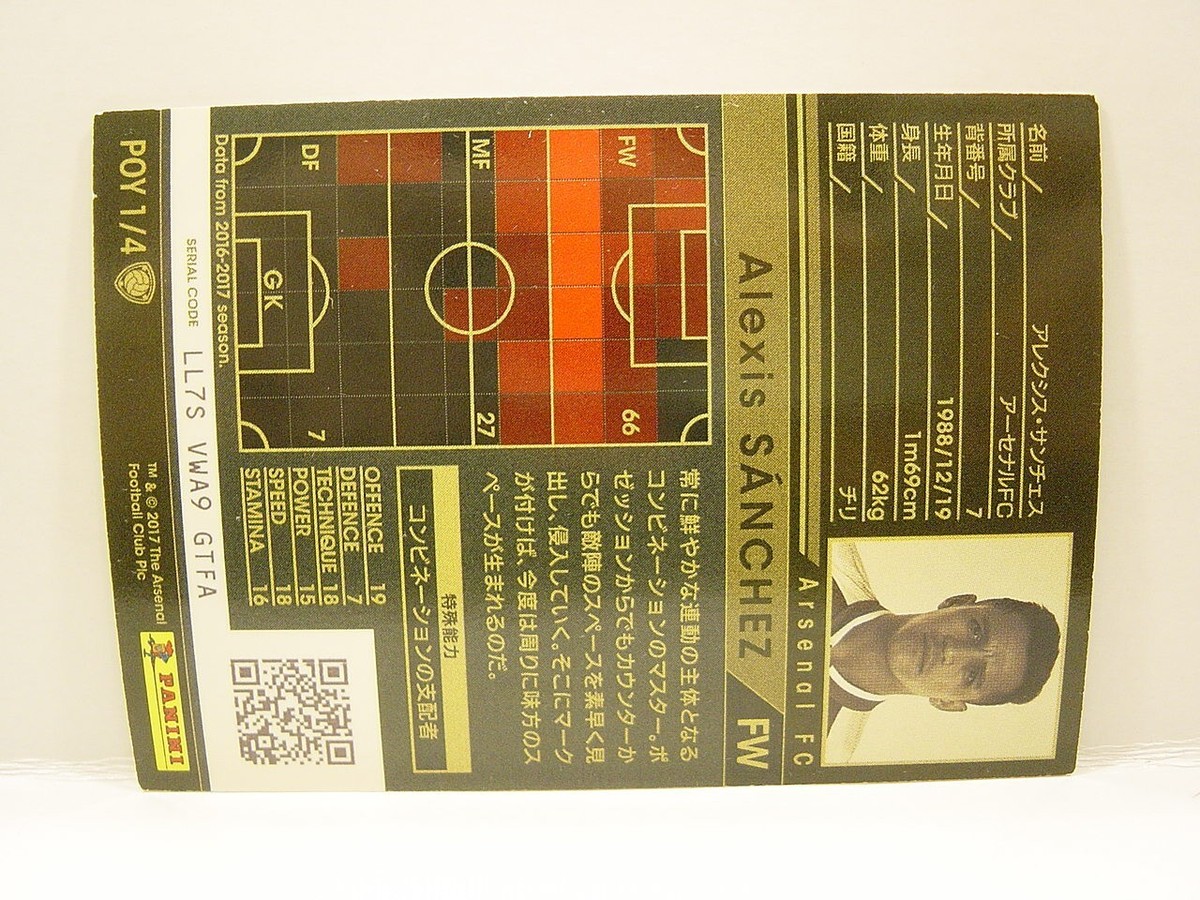 名前／ アレクシス・サンチェス
所属クラブ／ アーセナルFC
背番号／ 7
生年月日／ 1988/12/19
身長／ 1m69cm
体重／ 62kg
国籍／ チリ
Arsenal FC
Alexis SÁNCHEZ FW
FW 66
MF 27
DF 7
GK
Data from 2016-2017 season.
常に鮮やかな連動の主体となる
コンビネーションのマスター。ポ
ゼッションからでもカウンターか
らでも敵陣のスペースを素早く見
出し、侵入していく。そこにマーク
が付けば、今度は周りに味方のス
ペースが生まれるのだ。
特殊能力
コンビネーションの支配者
OFFENCE 19
DEFENCE 7
TECHNIQUE 18
POWER 15
SPEED 18
STAMINA 16
SERIAL CODE LL7S VWA9 GTFA
POY 1/4
TM & © 2017 The Arsenal
Football Club Plc
PANINI